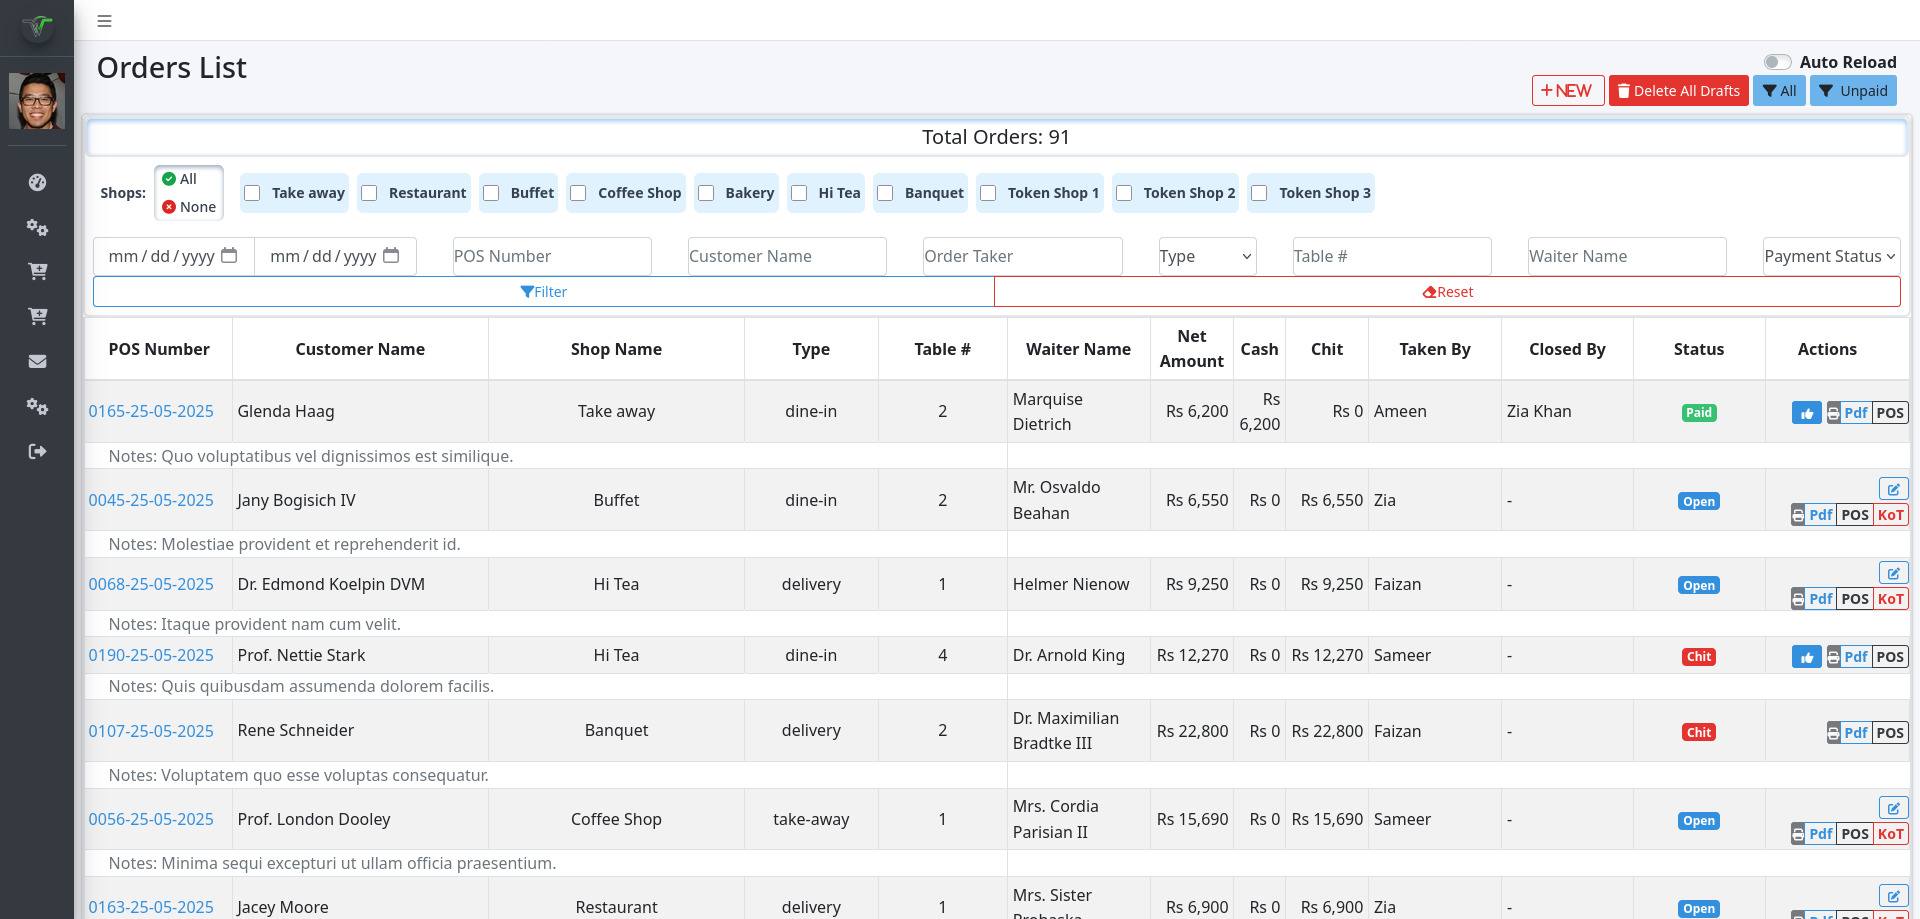 Orders List
Auto Reload
NEW
Delete All Drafts
All
Unpaid
Total Orders: 91
Shops:
All
None
Take away
Restaurant
Buffet
Coffee Shop
Bakery
Hi Tea
Banquet
Token Shop 1
Token Shop 2
Token Shop 3
mm/dd/yyyy
mm/dd/yyyy
POS Number
Customer Name
Order Taker
Type
Table #
Waiter Name
Payment Status
Filter
Reset
POS Number Customer Name Shop Name Type Table # Waiter Name Net Amount Cash Chit Taken By Closed By Status Actions
0165-25-05-2025 Glenda Haag Take away dine-in 2 Marquise Dietrich Rs 6,200 Rs 6,200 Rs 0 Ameen Zia Khan Paid Pdf POS
Notes: Quo voluptatibus vel dignissimos est similique.
0045-25-05-2025 Jany Bogisich IV Buffet dine-in 2 Mr. Osvaldo Beahan Rs 6,550 Rs 0 Rs 6,550 Zia - Open Pdf POS KoT
Notes: Molestiae provident et reprehenderit id.
0068-25-05-2025 Dr. Edmond Koelpin DVM Hi Tea delivery 1 Helmer Nienow Rs 9,250 Rs 0 Rs 9,250 Faizan - Open Pdf POS KoT
Notes: Itaque provident nam cum velit.
0190-25-05-2025 Prof. Nettie Stark Hi Tea dine-in 4 Dr. Arnold King Rs 12,270 Rs 0 Rs 12,270 Sameer - Chit Pdf POS
Notes: Quis quibusdam assumenda dolorem facilis.
0107-25-05-2025 Rene Schneider Banquet delivery 2 Dr. Maximilian Bradtke III Rs 22,800 Rs 0 Rs 22,800 Faizan - Chit Pdf POS
Notes: Voluptatem quo esse voluptas consequatur.
0056-25-05-2025 Prof. London Dooley Coffee Shop take-away 1 Mrs. Cordia Parisian II Rs 15,690 Rs 0 Rs 15,690 Sameer - Open Pdf POS KoT
Notes: Minima sequi excepturi ut ullam officia praesentium.
0163-25-05-2025 Jacey Moore Restaurant delivery 1 Mrs. Sister Rs 6,900 Rs 0 Rs 6,900 Zia - Open